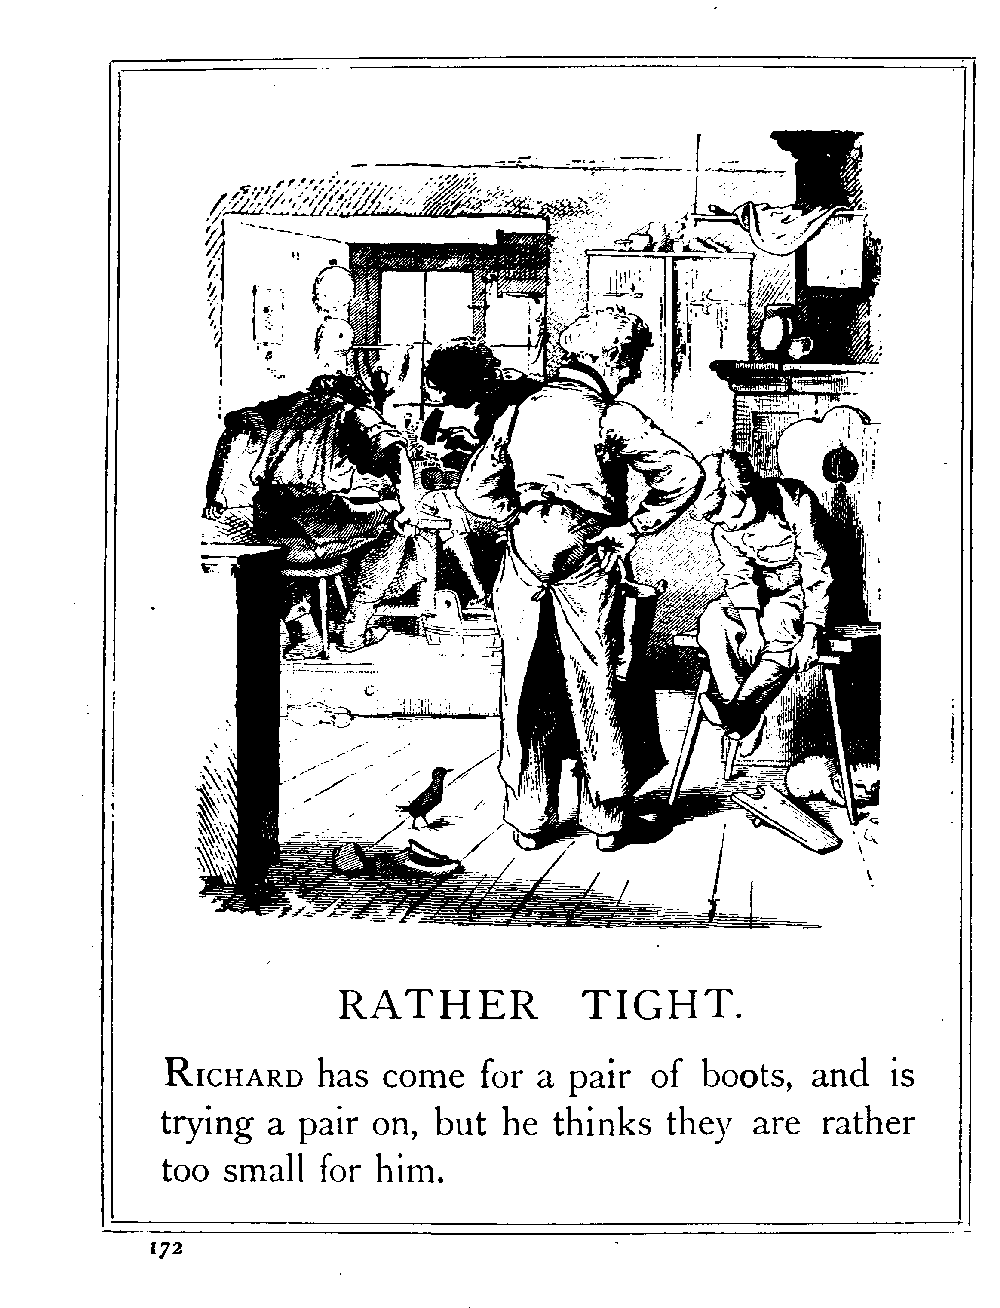 RATHER TIGHT.
RICHARD has come for a pair of boots, and is
trying a pair on, but he thinks they are rather
too small for him.
172